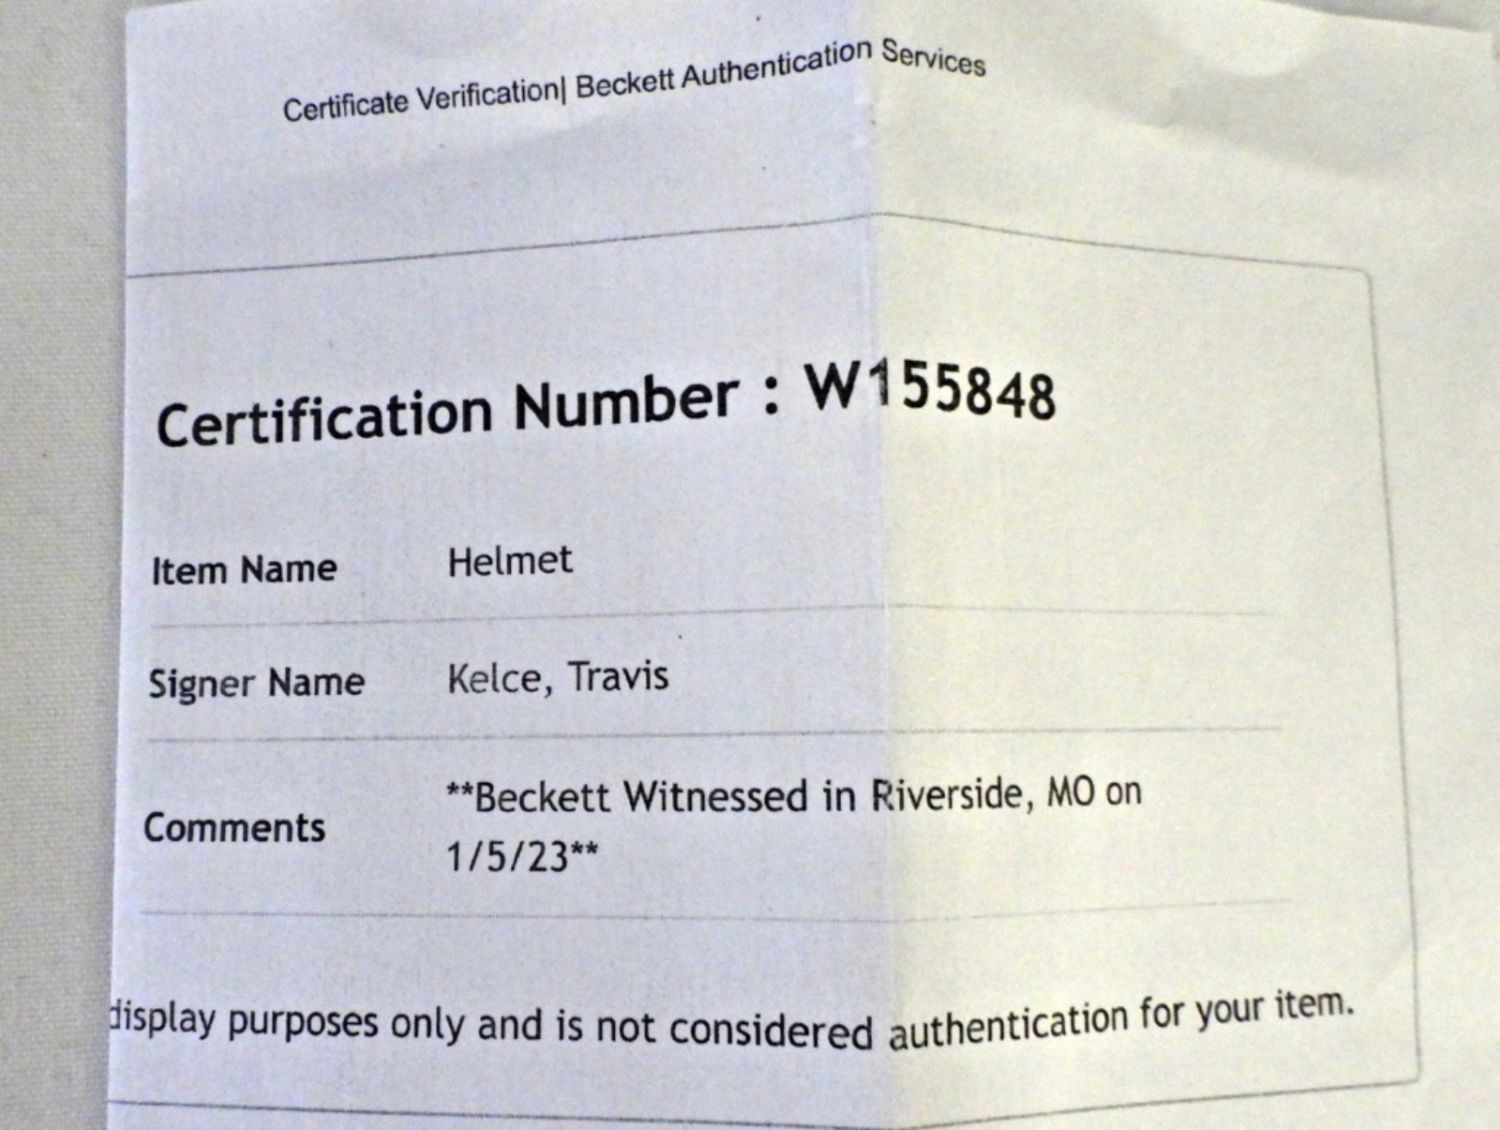 Certificate Verification| Beckett Authentication Services
Certification Number : W155848
Item Name Helmet
Signer Name Kelce, Travis
Comments **Beckett Witnessed in Riverside, MO on
1/5/23**
display purposes only and is not considered authentication for your item.